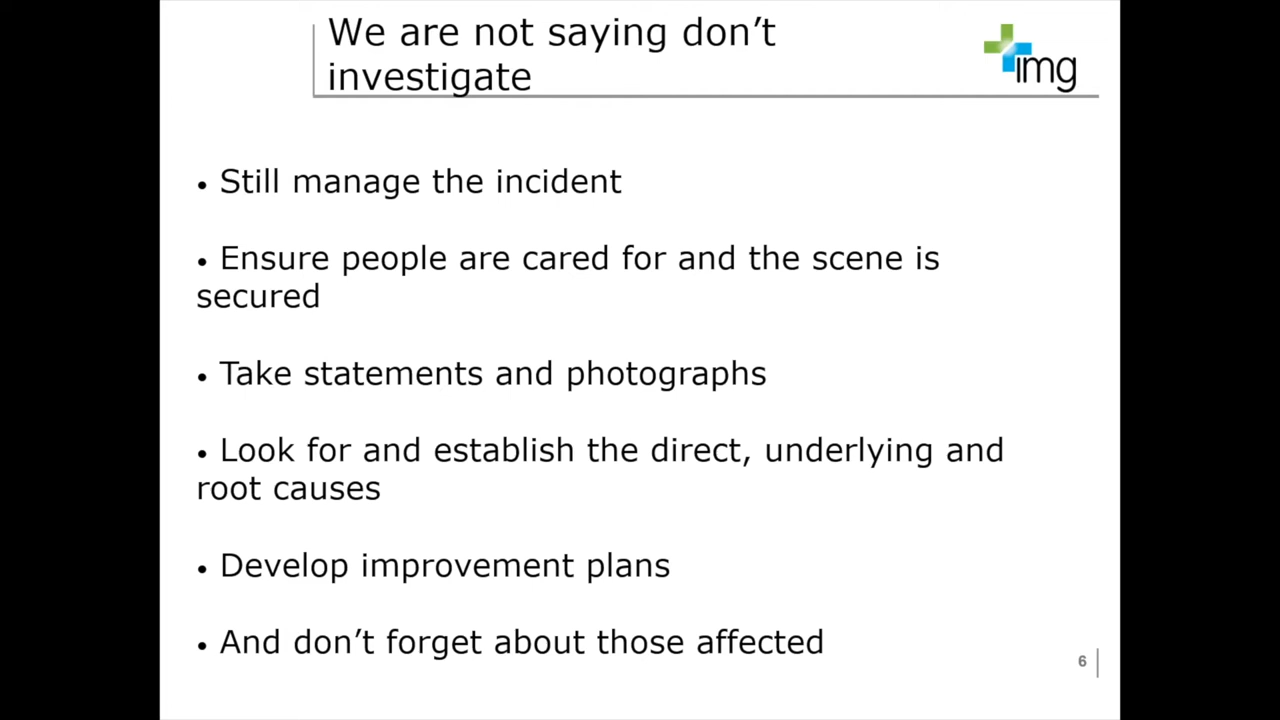 We are not saying don’t
investigate
img
• Still manage the incident
• Ensure people are cared for and the scene is
secured
• Take statements and photographs
• Look for and establish the direct, underlying and
root causes
• Develop improvement plans
• And don’t forget about those affected
6